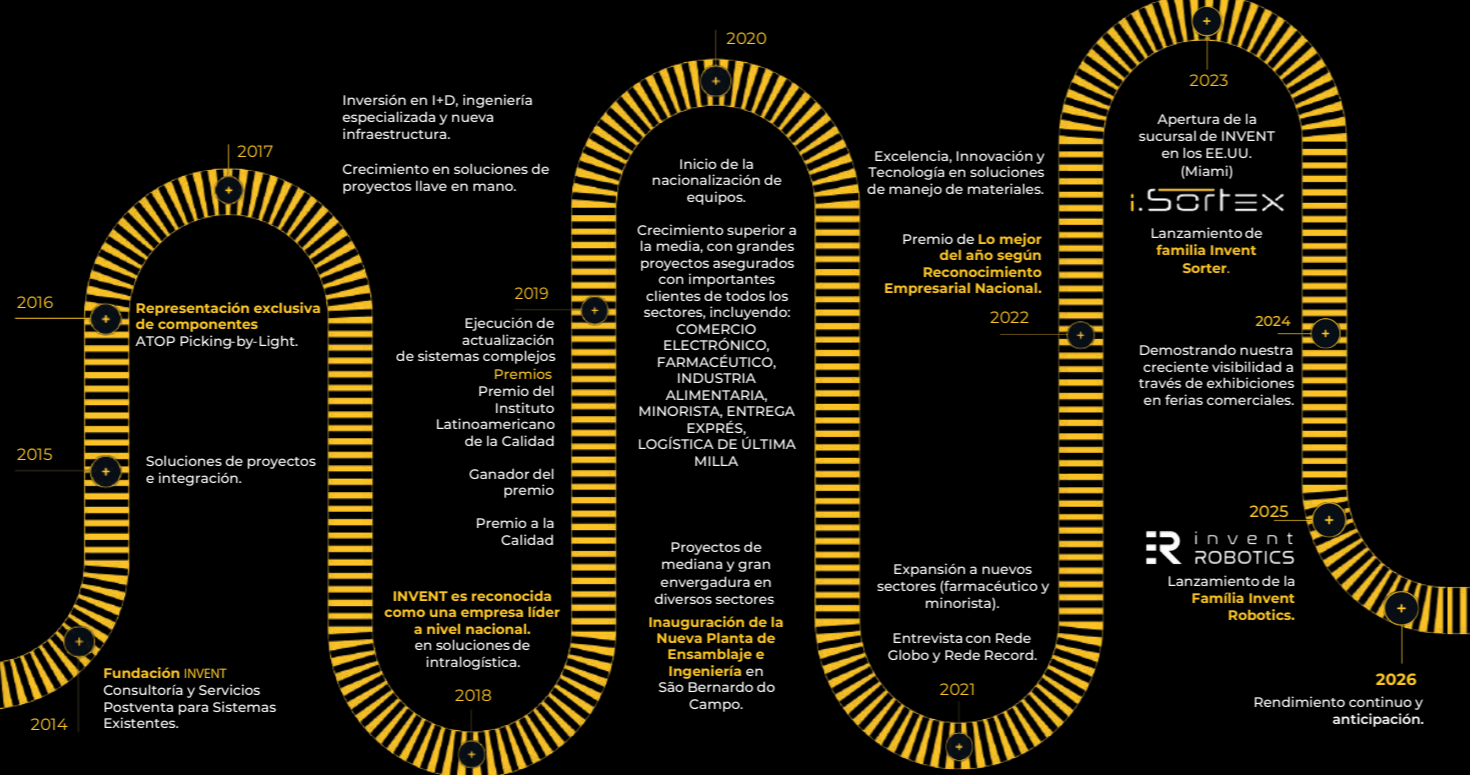 2014
Fundación INVENT
Consultoría y Servicios
Postventa para Sistemas
Existentes.
2015
Soluciones de proyectos
e integración.
2016
Representación exclusiva
de componentes
ATOP Picking-by-Light.
2017
Inversión en I+D, ingeniería
especializada y nueva
infraestructura.
Crecimiento en soluciones de
proyectos llave en mano.
INVENT es reconocida
como una empresa líder
a nivel nacional.
en soluciones de
intralogística.
2018
2019
Ejecución de
actualización
de sistemas complejos
Premios
Premio del
Instituto
Latinoamericano
de la Calidad
Ganador del
premio
Premio a la
Calidad
2020
Inicio de la
nacionalización de
equipos.
Crecimiento superior a
la media, con grandes
proyectos asegurados
con importantes
clientes de todos los
sectores, incluyendo:
COMERCIO
ELECTRÓNICO,
FARMACÉUTICO,
INDUSTRIA
ALIMENTARIA,
MINORISTA, ENTREGA
EXPRÉS,
LOGÍSTICA DE ÚLTIMA
MILLA
Proyectos de
mediana y gran
envergadura en
diversos sectores
Inauguración de la
Nueva Planta de
Ensamblaje e
Ingeniería en
São Bernardo do
Campo.
Expansión a nuevos
sectores (farmacéutico y
minorista).
Entrevista con Rede
Globo y Rede Record.
2021
Excelencia, Innovación y
Tecnología en soluciones
de manejo de materiales.
Premio de Lo mejor
del año según
Reconocimiento
Empresarial Nacional.
2022
2023
Apertura de la
sucursal de INVENT
en los EE.UU.
(Miami)
i.Sortex
Lanzamiento de
familia Invent
Sorter.
2024
Demostrando nuestra
creciente visibilidad a
través de exhibiciones
en ferias comerciales.
2025
invent
ROBOTICS
Lanzamiento de la
Família Invent
Robotics.
2026
Rendimiento continuo y
anticipación.